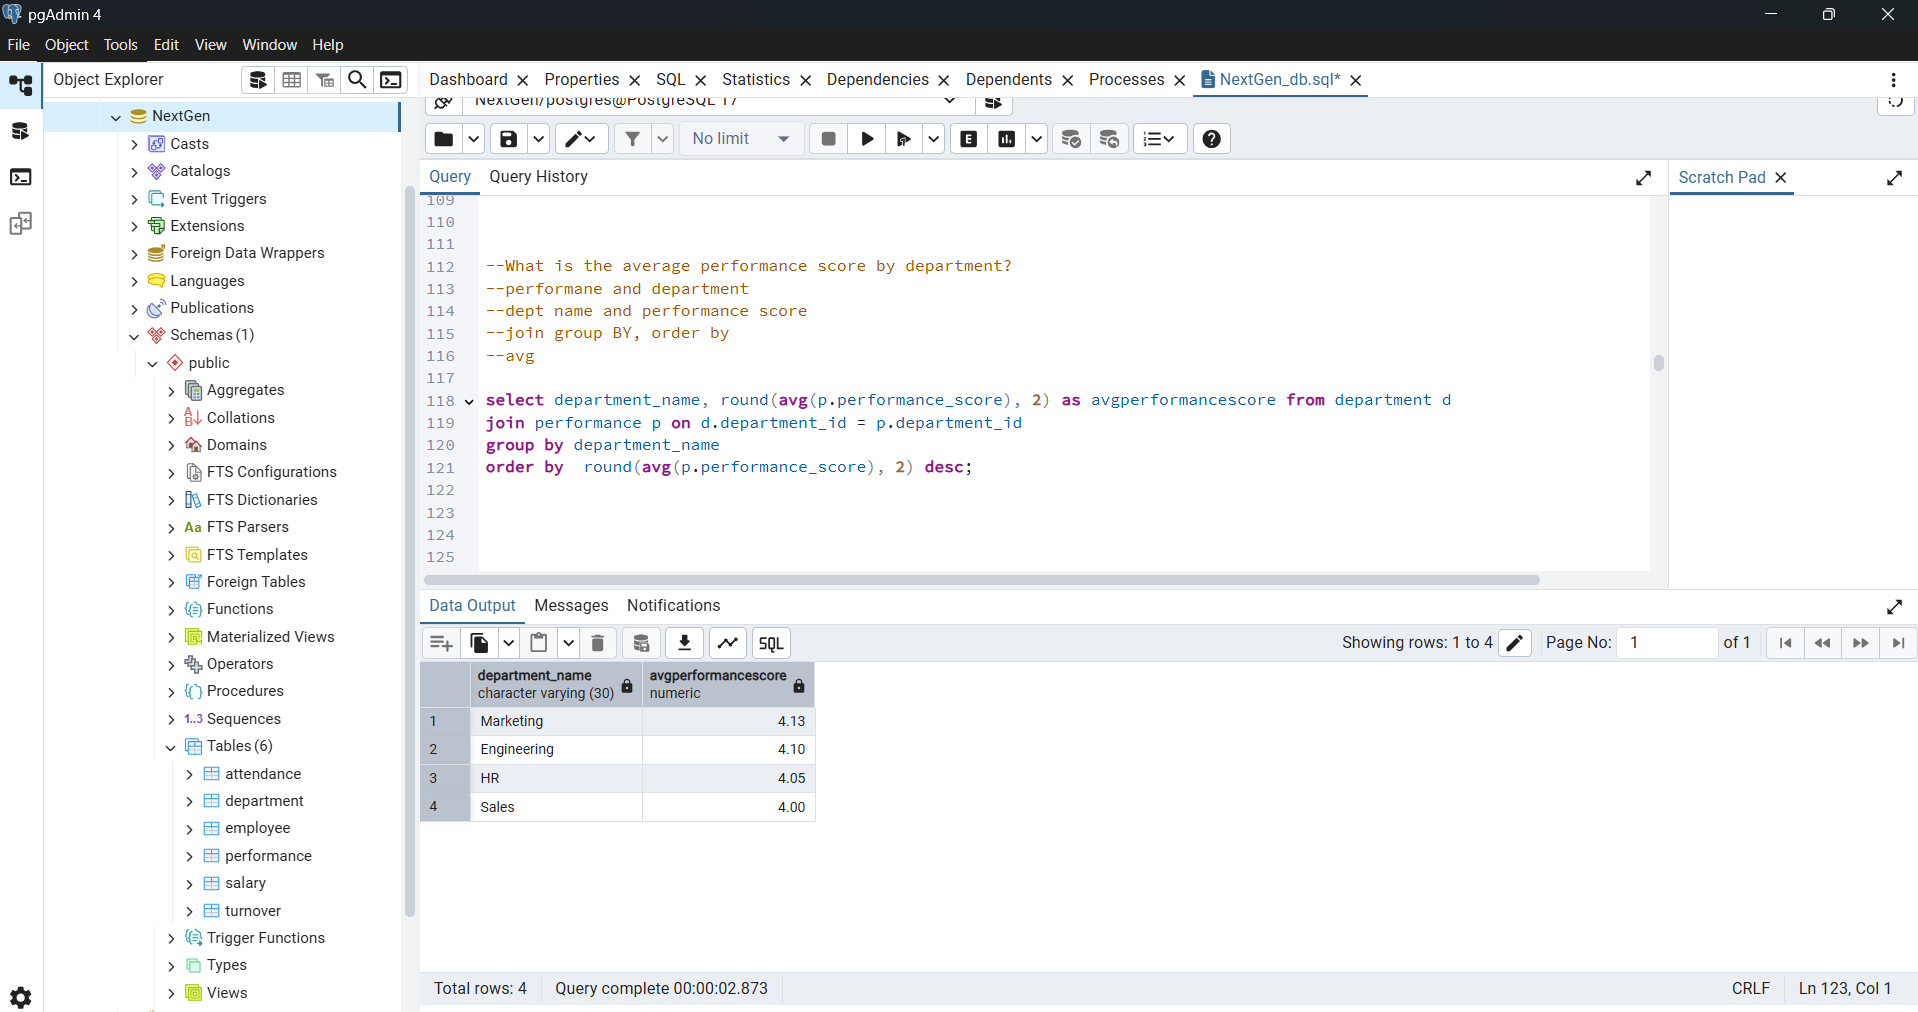 pgAdmin 4
File Object Tools Edit View Window Help
Object Explorer
Dashboard Properties SQL Statistics Dependencies Dependents Processes NextGen_db.sql*
NextGen/postgres@PostgreSQL 17
No limit
Query Query History
Scratch Pad
NextGen
Casts
Catalogs
Event Triggers
Extensions
Foreign Data Wrappers
Languages
Publications
Schemas (1)
public
Aggregates
Collations
Domains
FTS Configurations
FTS Dictionaries
Aa FTS Parsers
FTS Templates
Foreign Tables
Functions
Materialized Views
Operators
Procedures
1..3 Sequences
Tables (6)
attendance
department
employee
performance
salary
turnover
Trigger Functions
Types
Views
109
110
111
112 --What is the average performance score by department?
113 --performane and department
114 --dept name and performance score
115 --join group BY, order by
116 --avg
117
118 select department_name, round(avg(p.performance_score), 2) as avgperformancescore from department d
119 join performance p on d.department_id = p.department_id
120 group by department_name
121 order by  round(avg(p.performance_score), 2) desc;
122
123
124
125
Data Output Messages Notifications
SQL
Showing rows: 1 to 4 Page No: 1 of 1
department_name avgperformancescore
character varying (30) numeric
1 Marketing 4.13
2 Engineering 4.10
3 HR 4.05
4 Sales 4.00
Total rows: 4 Query complete 00:00:02.873 CRLF Ln 123, Col 1